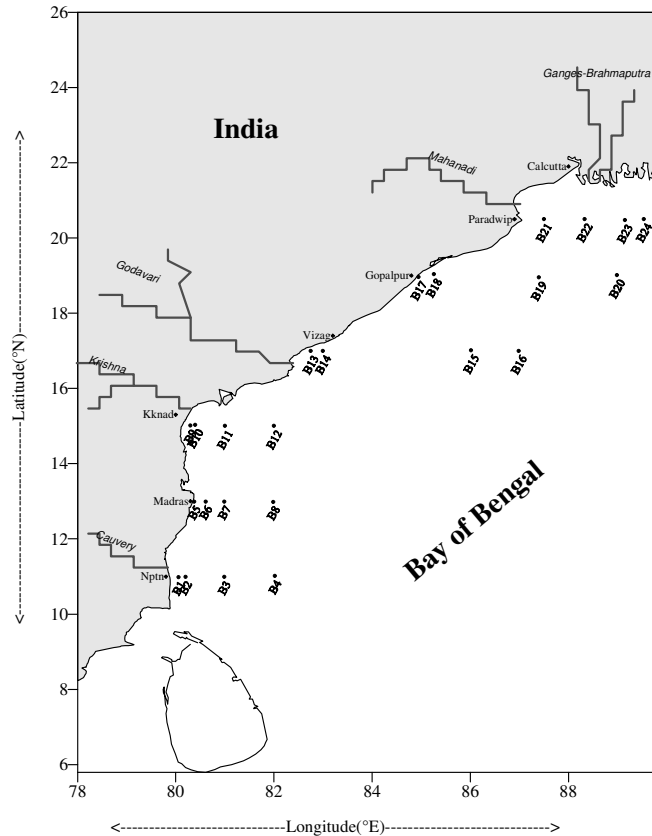 26
24
22
20
18
16
14
12
10
8
6
---------Latitude(°N)---------
India
Ganges-Brahmaputra
Calcutta
Mahanadi
Paradwip
B21
B22
B23
B24
Godavari
Gopalpur
B17
B18
B19
B20
Vizag
B13
B14
B15
B16
Krishna
Kknad
B9
B10
B11
B12
Madras
B5
B6
B7
B8
Bay of Bengal
Cauvery
Nptn
B1
B2
B3
B4
78
80
82
84
86
88
<---------Longitude(°E)--------->